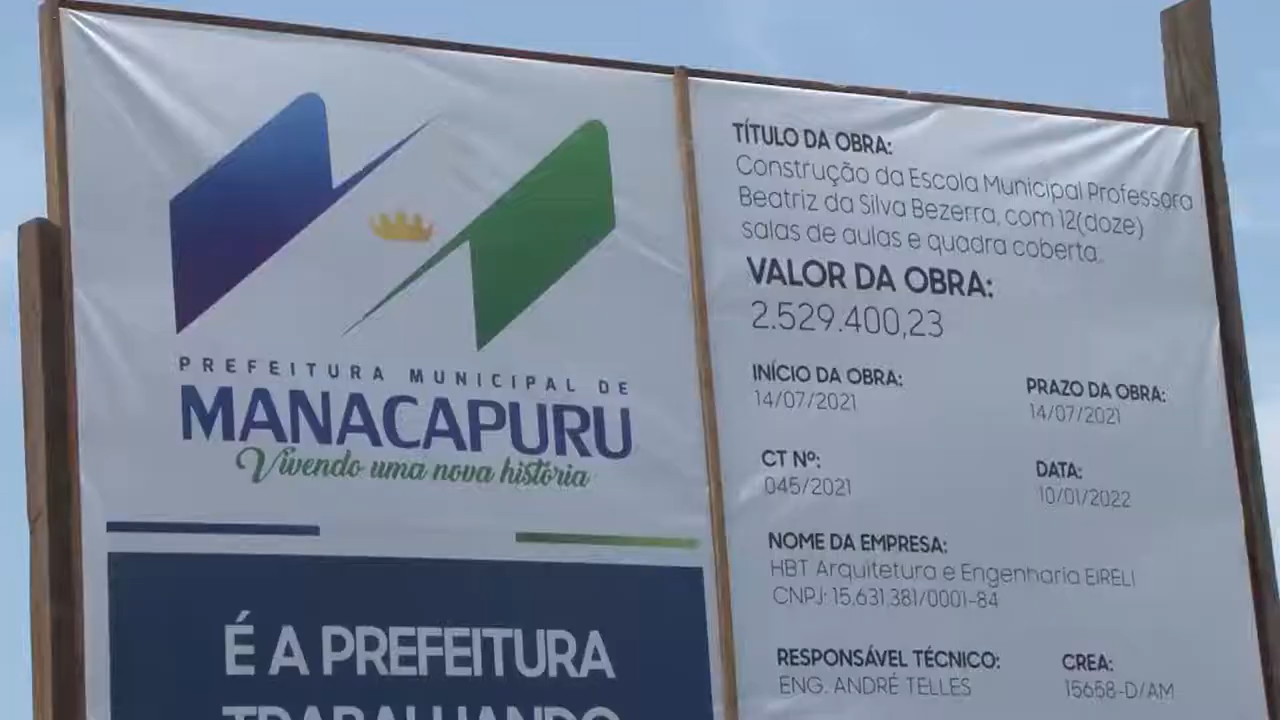 PREFEITURA MUNICIPAL DE
MANACAPURU
Vivendo uma nova história
É A PREFEITURA
TRABALHANDO
TÍTULO DA OBRA:
Construção da Escola Municipal Professora
Beatriz da Silva Bezerra, com 12(doze)
salas de aulas e quadra coberta.
VALOR DA OBRA:
2.529.400,23
INÍCIO DA OBRA:
14/07/2021
PRAZO DA OBRA:
14/07/2021
CT Nº:
045/2021
DATA:
10/01/2022
NOME DA EMPRESA:
HBT Arquitetura e Engenharia EIRELI
CNPJ: 15.631.381/0001-84
RESPONSÁVEL TÉCNICO:
ENG. ANDRÉ TELLES
CREA:
15658-D/AM